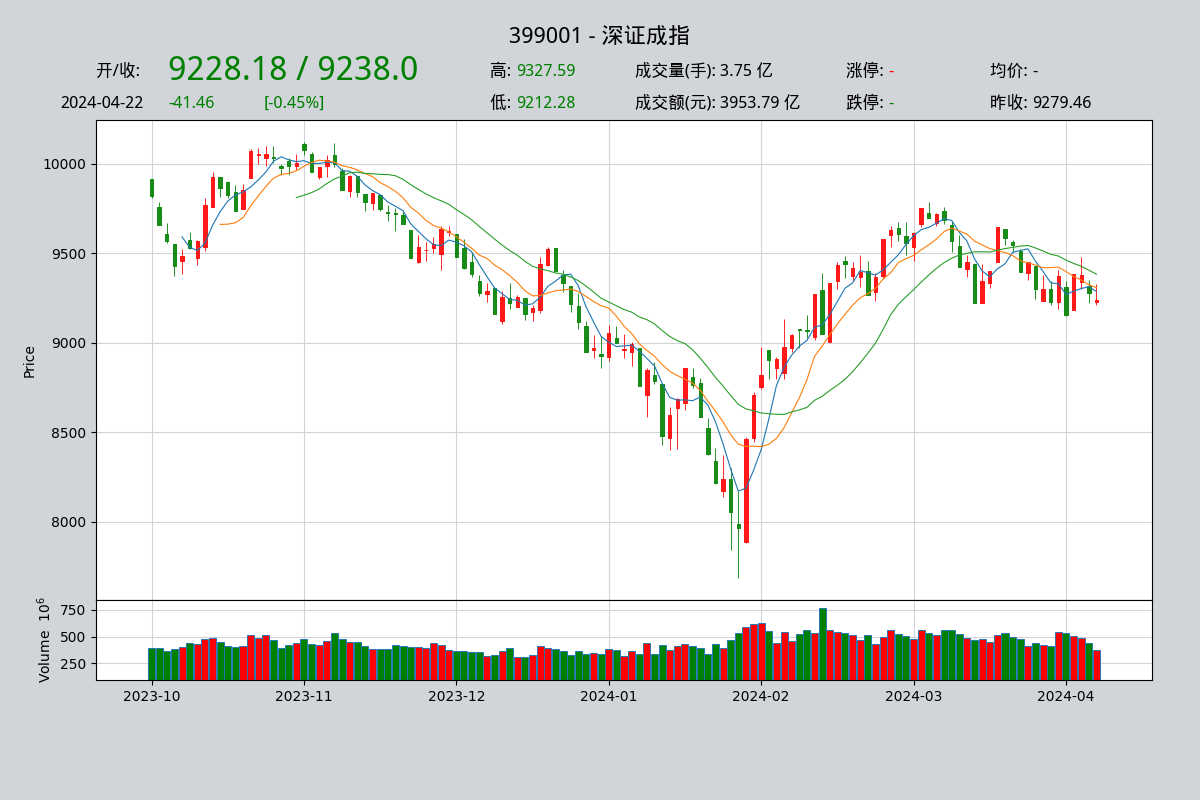 399001 - 深证成指
开/收: 9228.18 / 9238.0 高: 9327.59 成交量(手): 3.75 亿 涨停: - 均价: -
2024-04-22 -41.46 [-0.45%] 低: 9212.28 成交额(元): 3953.79 亿 跌停: - 昨收: 9279.46
10000
9500
9000
8500
8000
Price
750
500
250
Volume 10⁶
2023-10 2023-11 2023-12 2024-01 2024-02 2024-03 2024-04